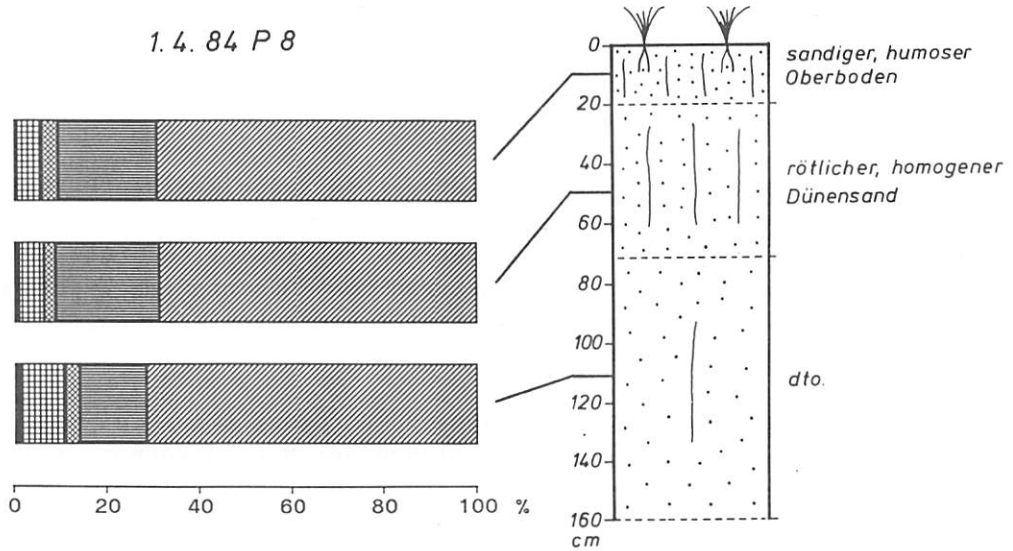 1. 4. 84 P 8
0
20
40
60
80
100
120
140
160
cm
sandiger, humoser
Oberboden
rötlicher, homogener
Dünensand
dto.
0 20 40 60 80 100 %